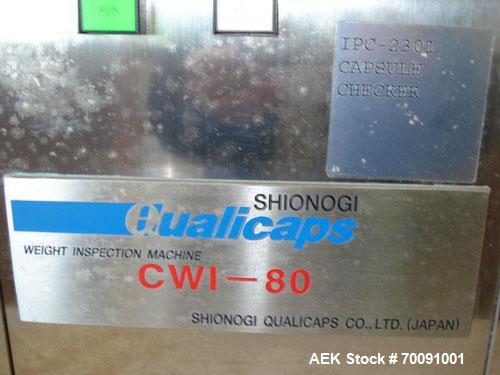 RUN
IPC-2301
CAPSULE
CHECKER
SHIONOGI
Qualicaps
WEIGHT INSPECTION MACHINE
CWI-80
SHIONOGI QUALICAPS CO., LTD. (JAPAN)
AEK Stock # 70091001